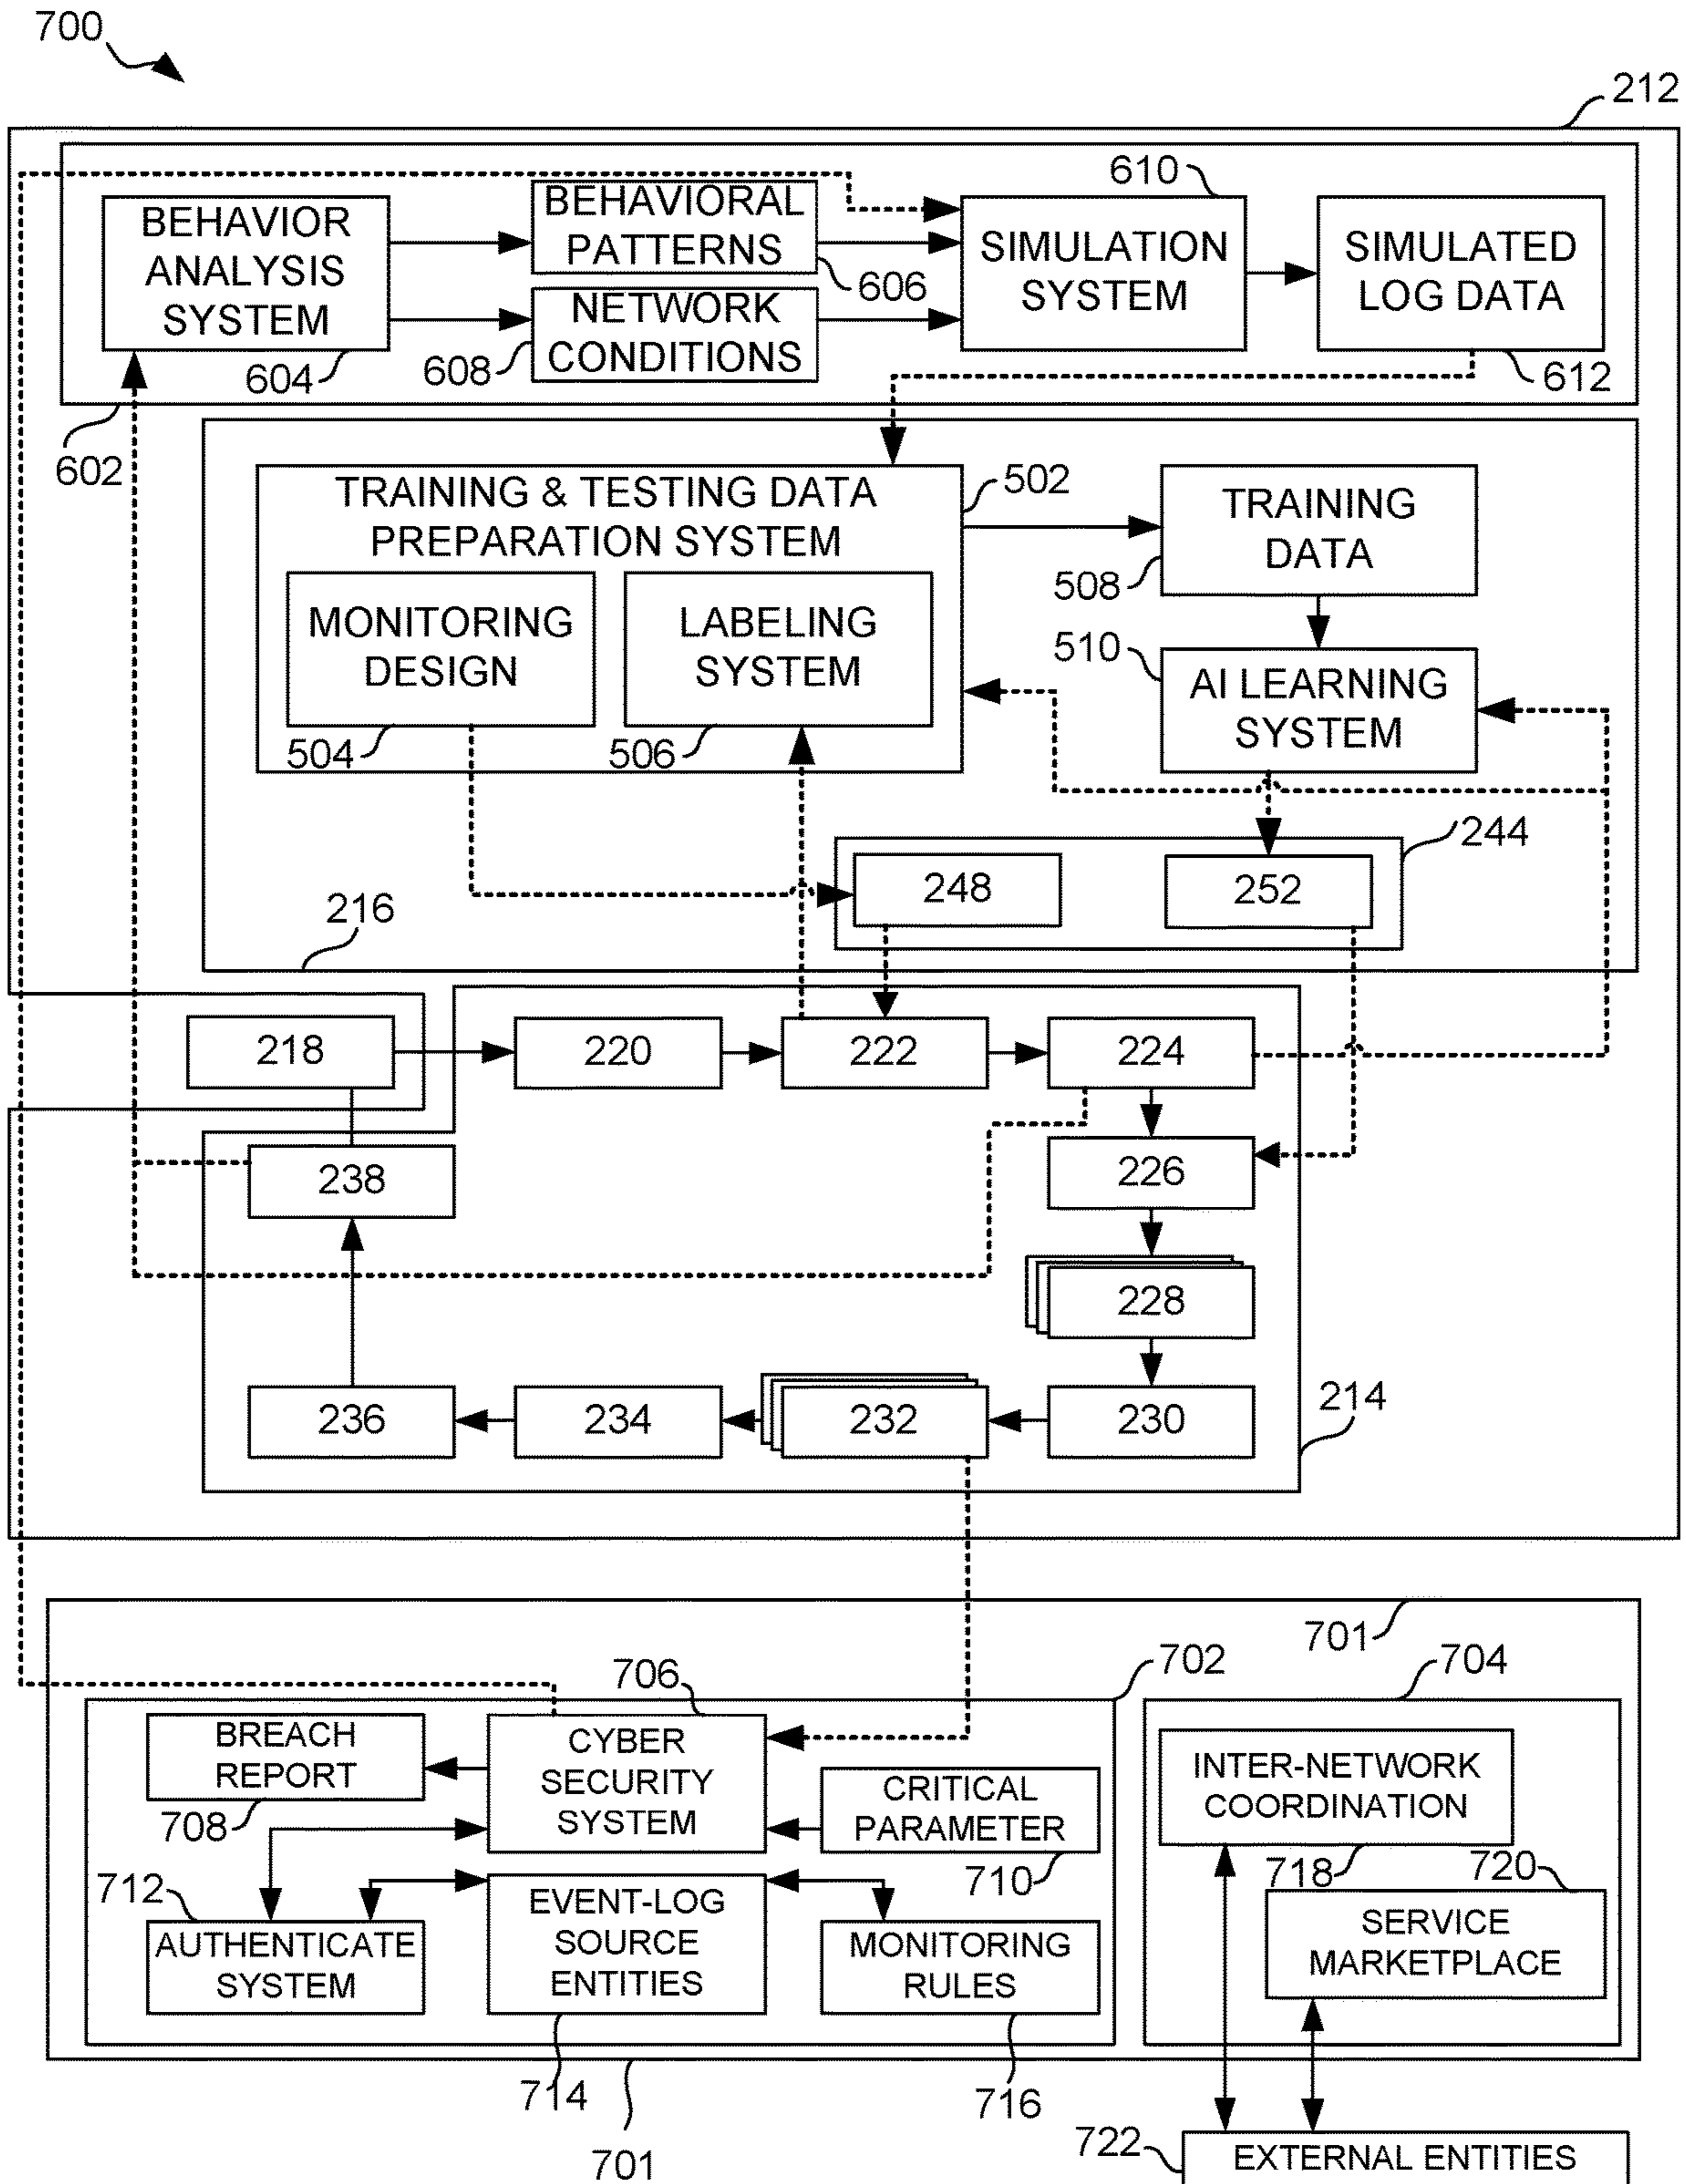 700
212
610
BEHAVIOR
ANALYSIS
SYSTEM
BEHAVIORAL
PATTERNS
SIMULATION
SYSTEM
SIMULATED
LOG DATA
606
NETWORK
CONDITIONS
604
608
612
602
TRAINING & TESTING DATA
PREPARATION SYSTEM
502
TRAINING
DATA
508
MONITORING
DESIGN
LABELING
SYSTEM
510
AI LEARNING
SYSTEM
504
506
244
248
252
216
218
220
222
224
238
226
228
236
234
232
230
214
701
702
704
706
BREACH
REPORT
CYBER
SECURITY
SYSTEM
CRITICAL
PARAMETER
INTER-NETWORK
COORDINATION
708
710
718
720
712
AUTHENTICATE
SYSTEM
EVENT-LOG
SOURCE
ENTITIES
MONITORING
RULES
SERVICE
MARKETPLACE
714
716
701
722
EXTERNAL ENTITIES